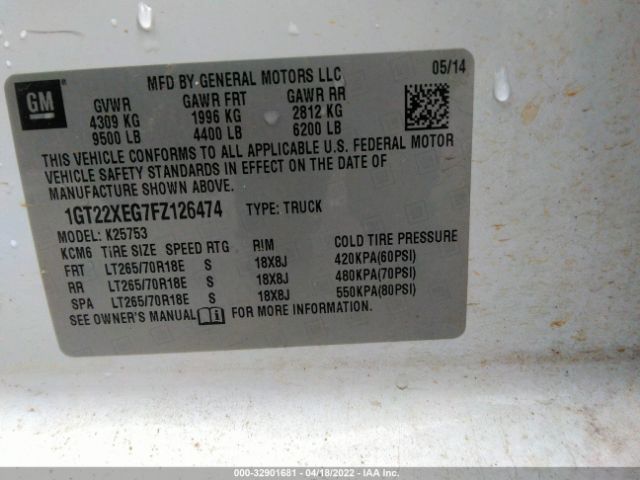 GM
MFD BY GENERAL MOTORS LLC 05/14
GVWR GAWR FRT GAWR RR
4309 KG 1996 KG 2812 KG
9500 LB 4400 LB 6200 LB
THIS VEHICLE CONFORMS TO ALL APPLICABLE U.S. FEDERAL MOTOR
VEHICLE SAFETY STANDARDS IN EFFECT ON THE DATE OF
MANUFACTURE SHOWN ABOVE.
1GT22XEG7FZ126474 TYPE: TRUCK
MODEL: K25753
KCM6 TIRE SIZE SPEED RTG RIM COLD TIRE PRESSURE
FRT LT265/70R18E S 18X8J 420KPA(60PSI)
RR LT265/70R18E S 18X8J 480KPA(70PSI)
SPA LT265/70R18E S 18X8J 550KPA(80PSI)
SEE OWNER'S MANUAL FOR MORE INFORMATION.
000-32901681 - 04/18/2022 - IAA Inc.